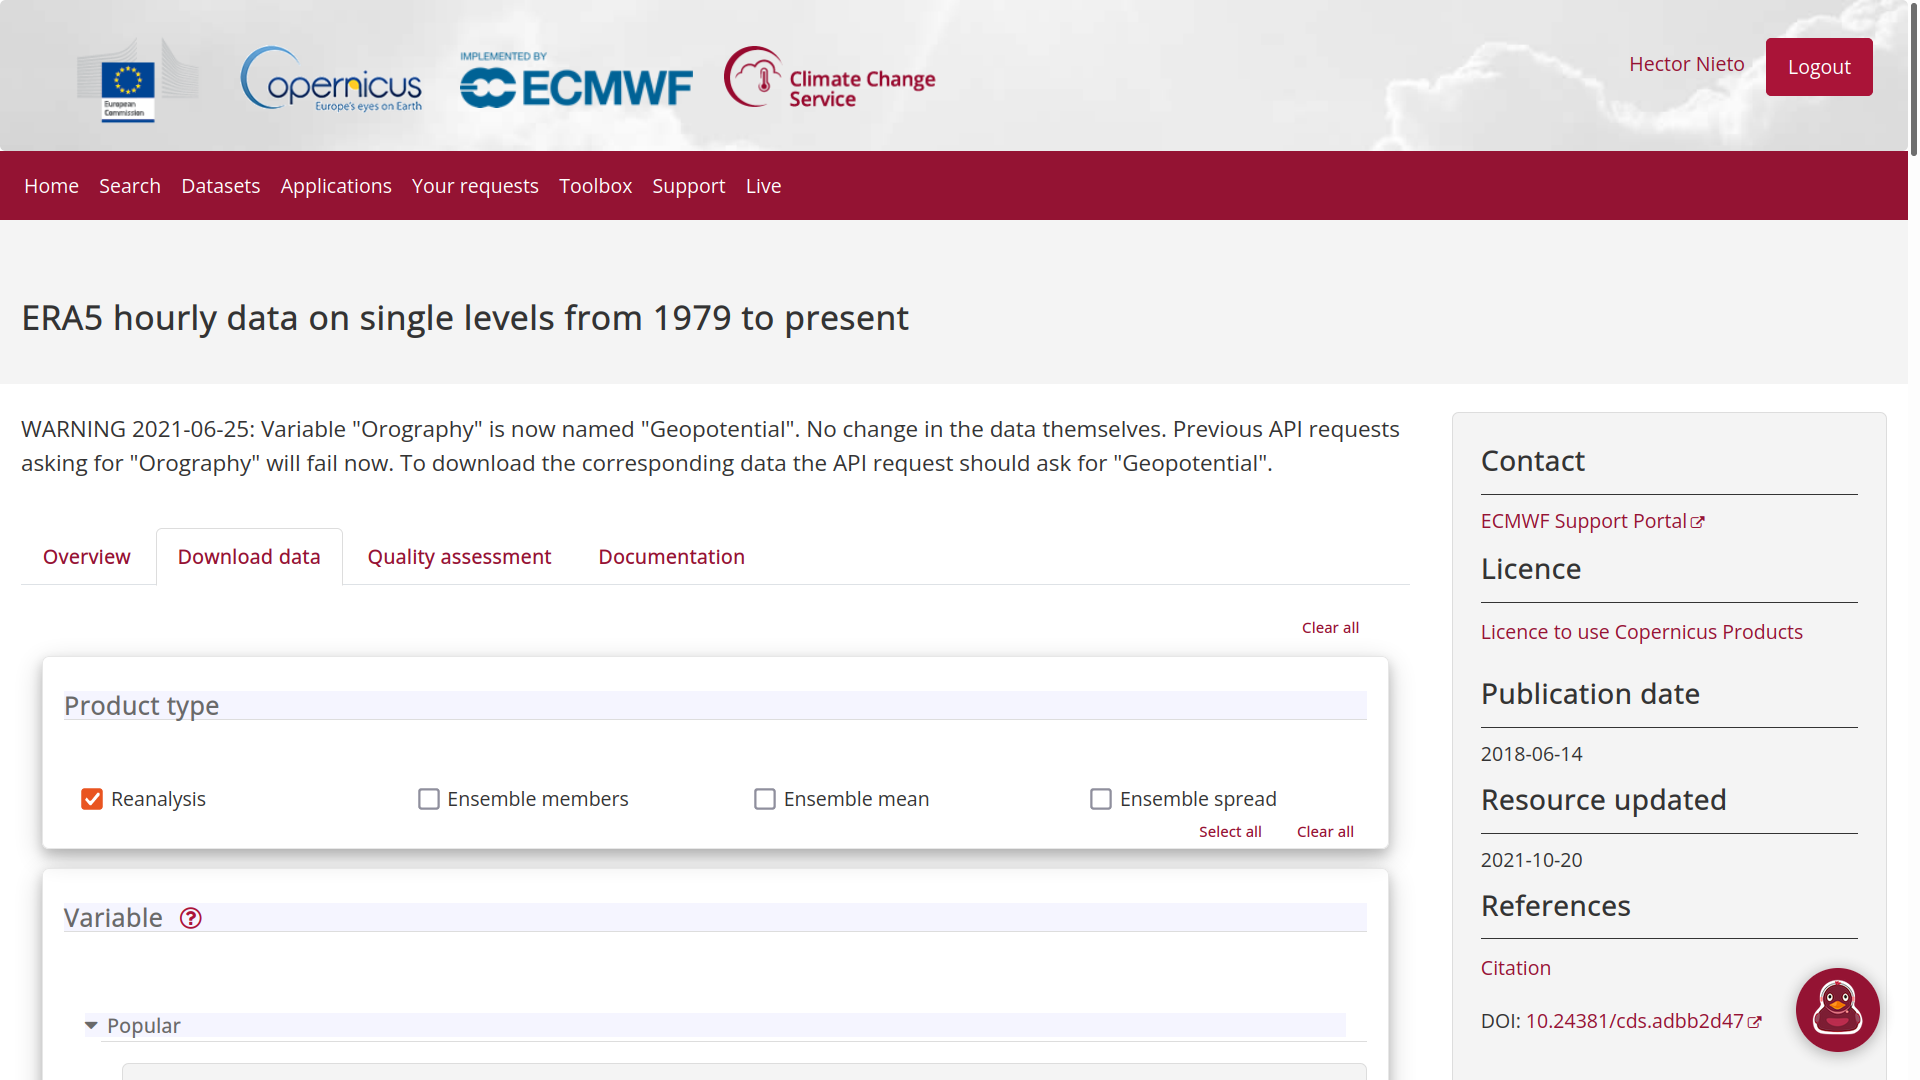 European
Commission
opernicus
Europe's eyes on Earth
IMPLEMENTED BY
ECMWF
Climate Change
Service
Hector Nieto
Logout
Home Search Datasets Applications Your requests Toolbox Support Live
ERA5 hourly data on single levels from 1979 to present
WARNING 2021-06-25: Variable "Orography" is now named "Geopotential". No change in the data themselves. Previous API requests
asking for "Orography" will fail now. To download the corresponding data the API request should ask for "Geopotential".
Overview Download data Quality assessment Documentation
Clear all
Product type
Reanalysis Ensemble members Ensemble mean Ensemble spread
Select all Clear all
Variable ?
Popular
Contact
ECMWF Support Portal
Licence
Licence to use Copernicus Products
Publication date
2018-06-14
Resource updated
2021-10-20
References
Citation
DOI: 10.24381/cds.adbb2d47